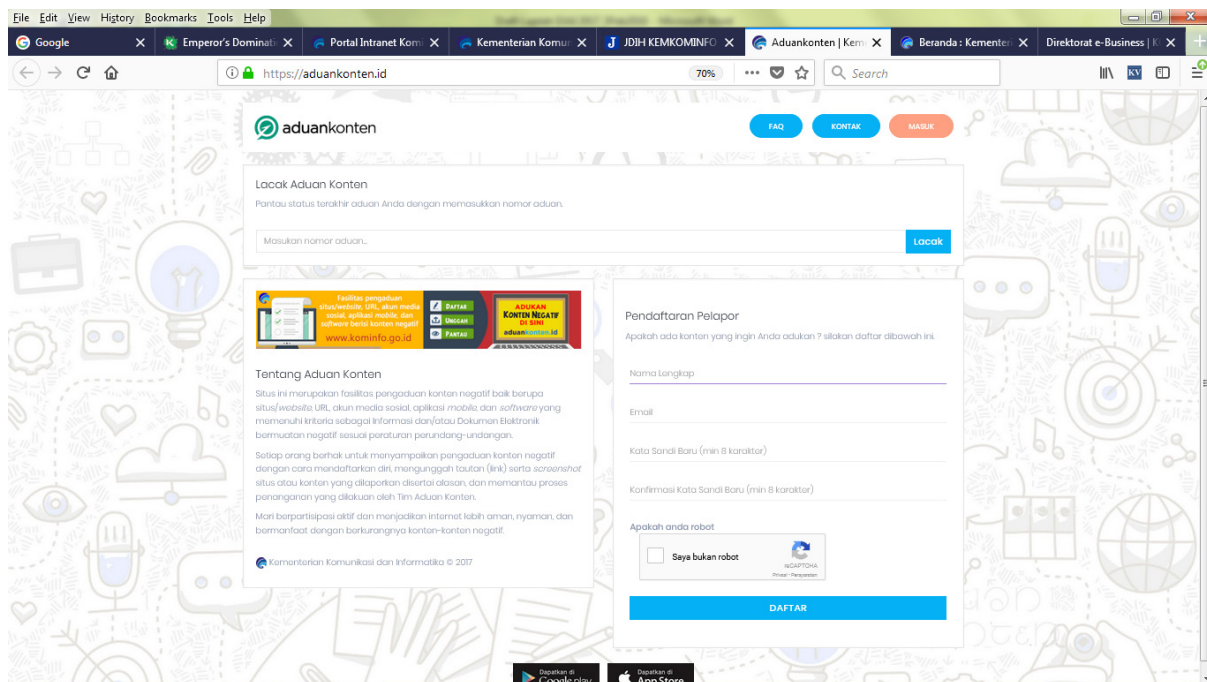 File Edit View History Bookmarks Tools Help
Google
Emperor's Dominati
Portal Intranet Kom
Kementerian Komun
JDIH KEMKOMINFO
Aduankonten | Kem
Beranda : Kementer
Direktorat e-Business | K
https://aduankonten.id
70%
Search
aduankonten
FAQ
KONTAK
MASUK
Lacak Aduan Konten
Pantau status terakhir aduan Anda dengan memasukkan nomor aduan.
Masukan nomor aduan..
Lacak
Fasilitas pengaduan
situs/website, URL, akun media
sosial, aplikasi mobile, dan
software berisi konten negatif
www.kominfo.go.id
DAFTAR
UNGGAH
PANTAU
ADUKAN
KONTEN NEGATIF
DI SINI
aduankonten.id
Tentang Aduan Konten
Situs ini merupakan fasilitas pengaduan konten negatif baik berupa
situs/website, URL, akun media sosial, aplikasi mobile, dan software yang
memenuhi kriteria sebagai Informasi dan/atau Dokumen Elektronik
bermuatan negatif sesuai peraturan perundang-undangan.
Setiap orang berhak untuk menyampaikan pengaduan konten negatif
dengan cara mendaftarkan diri, mengunggah tautan (link) serta screenshot
situs atau konten yang dilaporkan disertai alasan, dan memantau proses
penanganan yang dilakuan oleh Tim Aduan Konten.
Mari berpartisipasi aktif dan menjadikan internet lebih aman, nyaman, dan
bermanfaat dengan berkurangnya konten-konten negatif.
Kementerian Komunikasi dan Informatika © 2017
Pendaftaran Pelapor
Apakah ada konten yang ingin Anda adukan ? silakan daftar dibawah ini.
Nama Lengkap
Email
Kata Sandi Baru (min 8 karakter)
Konfirmasi Kata Sandi Baru (min 8 karakter)
Apakah anda robot
Saya bukan robot
reCAPTCHA
Privasi - Persyaratan
DAFTAR
Dapatkan di
Google play
Dapatkan di
App Store